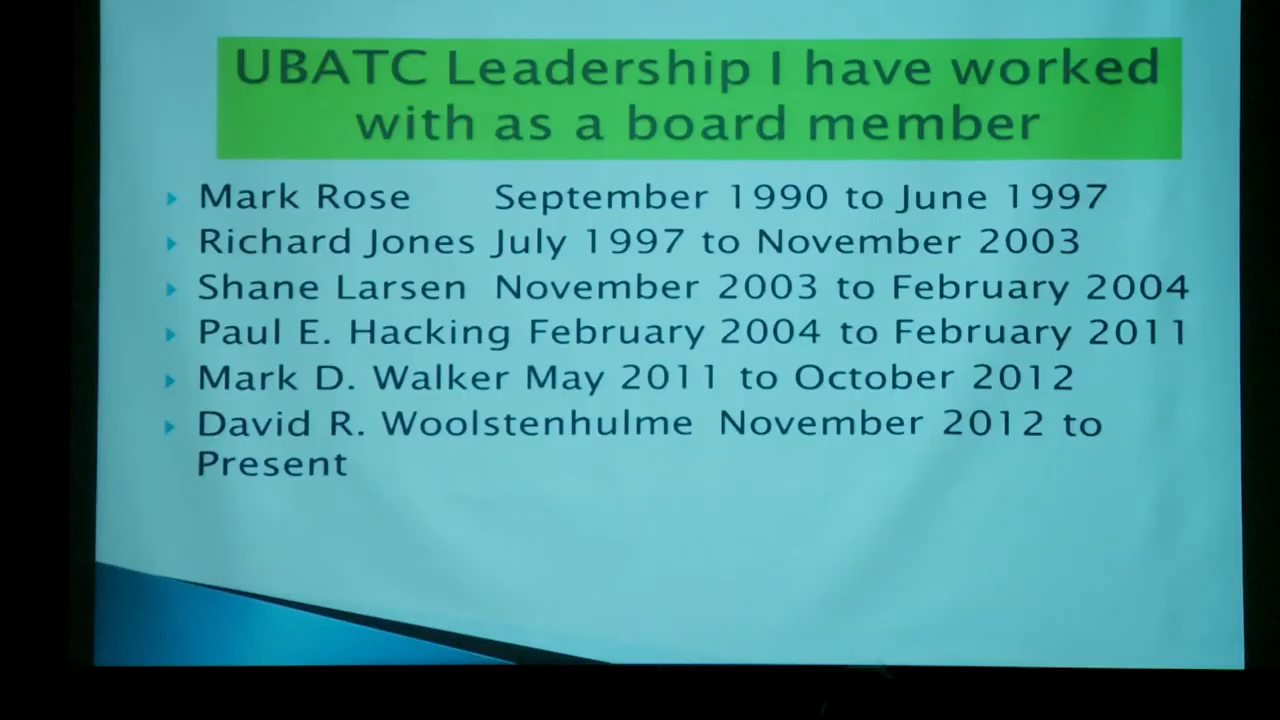 UBATC Leadership I have worked
with as a board member
Mark Rose September 1990 to June 1997
Richard Jones July 1997 to November 2003
Shane Larsen November 2003 to February 2004
Paul E. Hacking February 2004 to February 2011
Mark D. Walker May 2011 to October 2012
David R. Woolstenhulme November 2012 to
Present